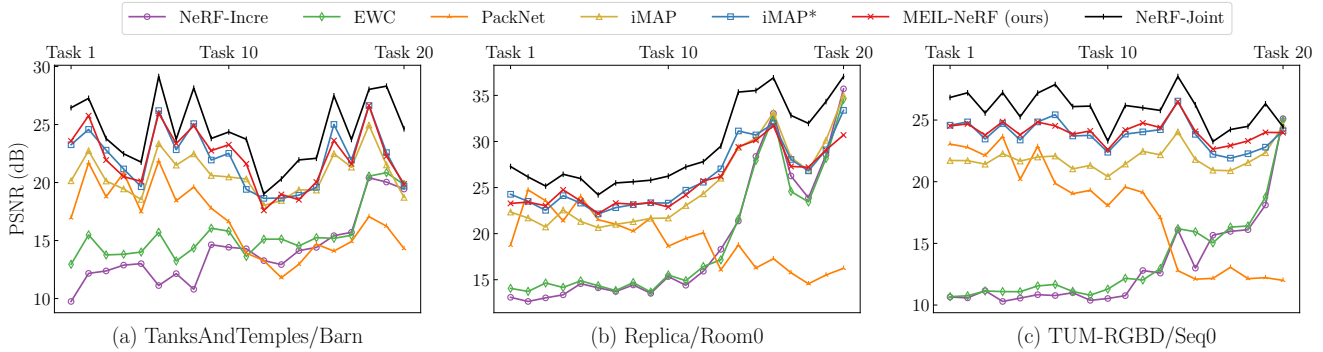 NeRF-Incre EWC PackNet iMAP iMAP* MEIL-NeRF (ours) NeRF-Joint
Task 1 Task 10 Task 20
Task 1 Task 10 Task 20
Task 1 Task 10 Task 20
PSNR (dB)
30
25
20
15
10
35
30
25
20
15
25
20
15
10
(a) TanksAndTemples/Barn
(b) Replica/Room0
(c) TUM-RGBD/Seq0